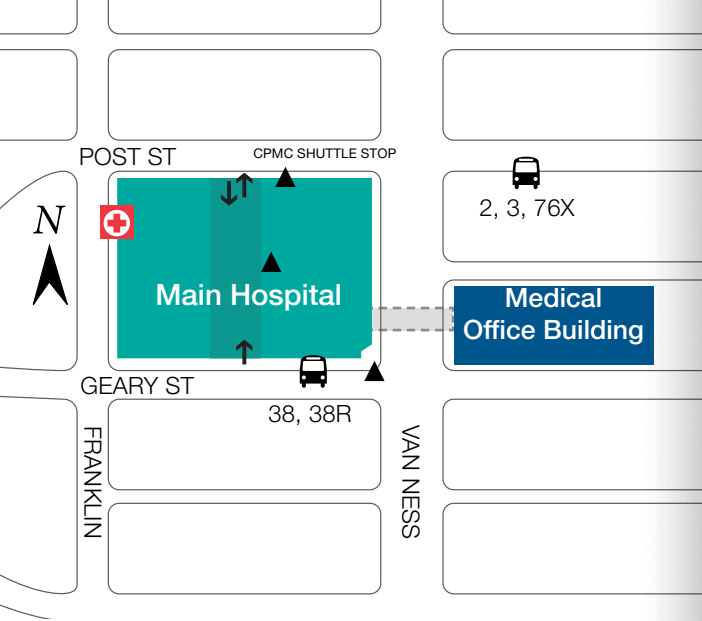 POST ST
CPMC SHUTTLE STOP
2, 3, 76X
N
Main Hospital
Medical
Office Building
GEARY ST
38, 38R
FRANKLIN
VAN NESS